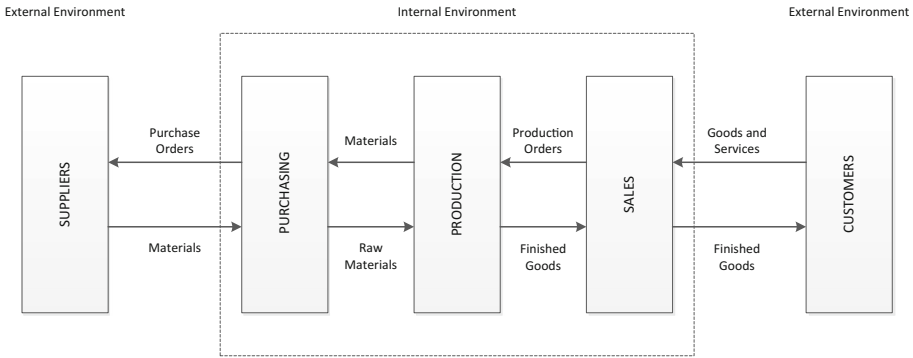 External Environment
Internal Environment
External Environment
SUPPLIERS
Purchase
Orders
Materials
PURCHASING
Materials
Raw
Materials
PRODUCTION
Production
Orders
Finished
Goods
SALES
Goods and
Services
Finished
Goods
CUSTOMERS